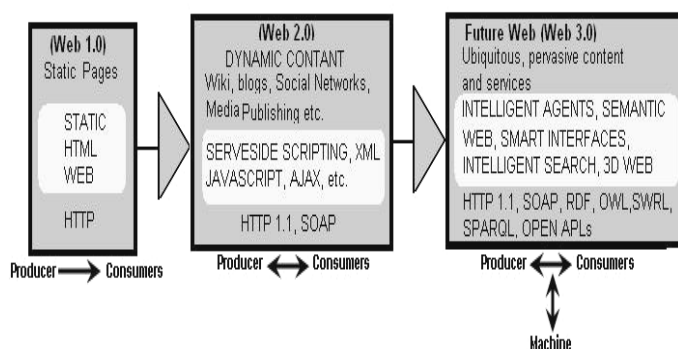 (Web 1.0)
Static Pages
STATIC
HTML
WEB
HTTP
Producer Consumers
(Web 2.0)
DYNAMIC CONTANT
Wiki, blogs, Social Networks,
Media Publishing etc.
SERVESIDE SCRIPTING, XML
JAVASCRIPT, AJAX, etc.
HTTP 1.1, SOAP
Producer Consumers
Future Web (Web 3.0)
Ubiquitous, pervasive content
and services
INTELLIGENT AGENTS, SEMANTIC
WEB, SMART INTERFACES,
INTELLIGENT SEARCH, 3D WEB
HTTP 1.1, SOAP, RDF, OWL,SWRL,
SPARQL, OPEN APLs
Producer Consumers
Machine